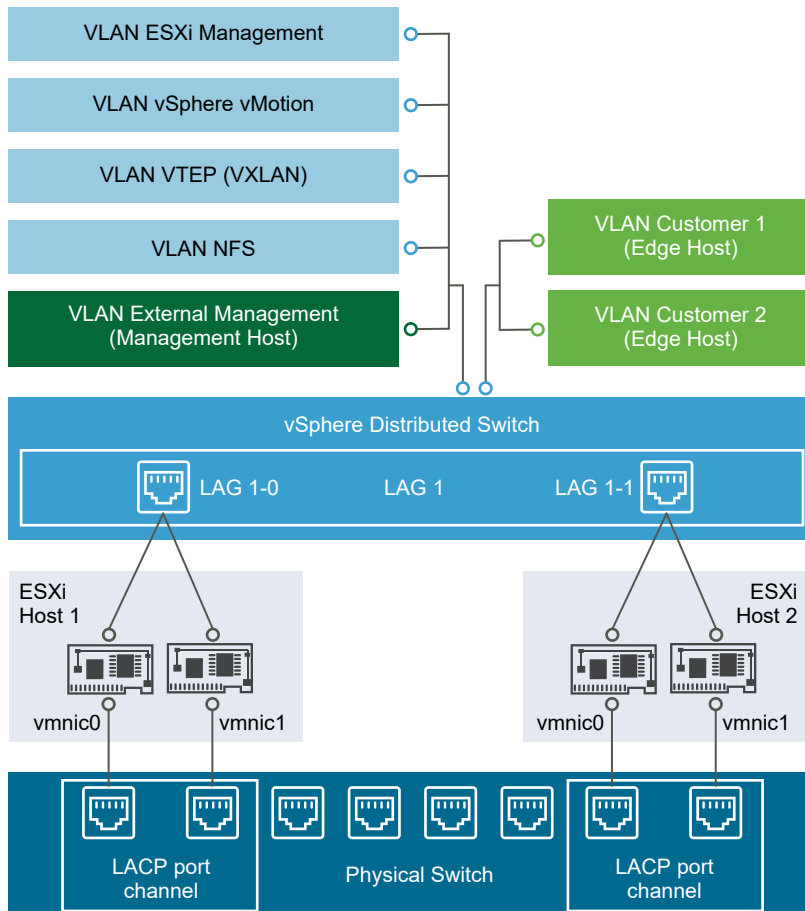 VLAN ESXi Management
VLAN vSphere vMotion
VLAN VTEP (VXLAN)
VLAN NFS
VLAN External Management
(Management Host)
VLAN Customer 1
(Edge Host)
VLAN Customer 2
(Edge Host)
vSphere Distributed Switch
LAG 1-0
LAG 1
LAG 1-1
ESXi
Host 1
vmnic0
vmnic1
ESXi
Host 2
vmnic0
vmnic1
LACP port
channel
Physical Switch
LACP port
channel